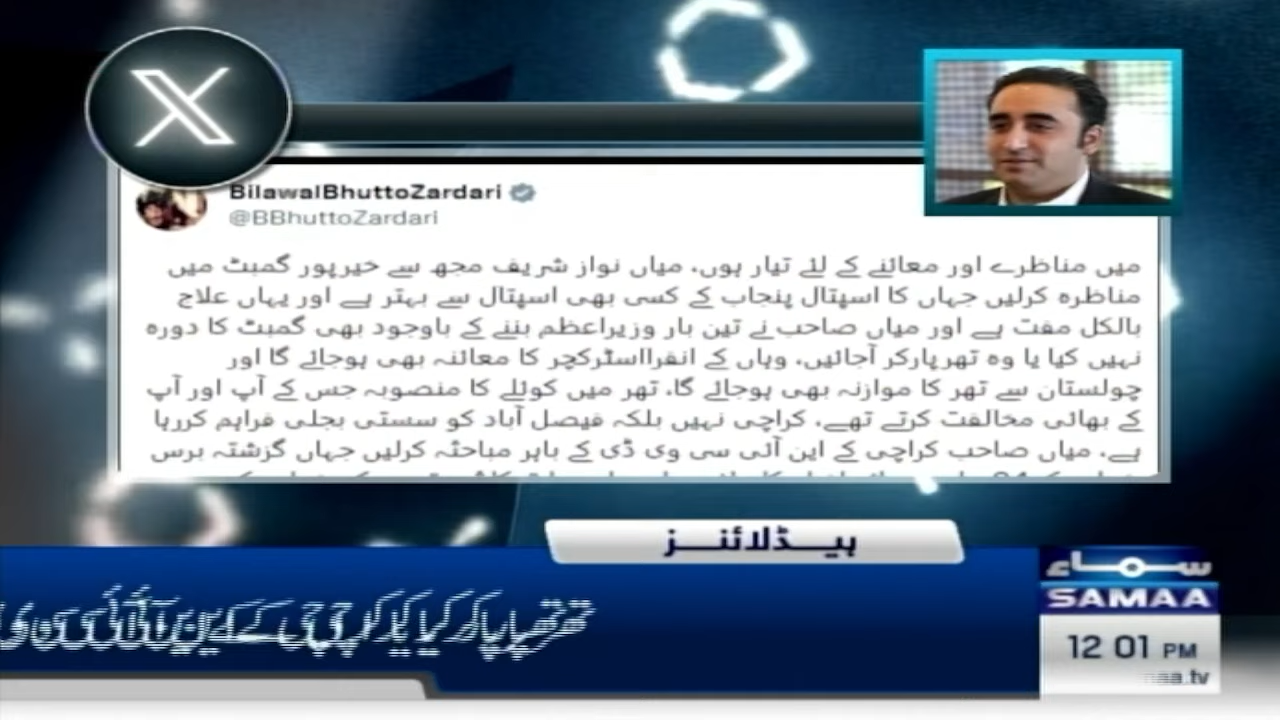 BilawalBhuttoZardari
@BBhuttoZardari
میں مناظرے اور معائنے کے لئے تیار ہوں، میاں نواز شریف مجھ سے خیرپور گمبٹ میں
مناظرہ کرلیں جہاں کا اسپتال پنجاب کے کسی بھی اسپتال سے بہتر ہے اور یہاں علاج
بالکل مفت ہے اور میاں صاحب نے تین بار وزیراعظم بننے کے باوجود بھی گمبٹ کا دورہ
نہیں کیا یا وہ تھرپارکر آجائیں، وہاں کے انفرااسٹرکچر کا معائنہ بھی ہوجائے گا اور
چولستان سے تھر کا موازنہ بھی ہوجائے گا، تھر میں کوئلے کا منصوبہ جس کے آپ اور آپ
کے بھائی مخالفت کرتے تھے، کراچی نہیں بلکہ فیصل آباد کو سستی بجلی فراہم کررہا
ہے، میاں صاحب کراچی کے این آئی سی وی ڈی کے باہر مباحثہ کرلیں جہاں گزشتہ برس
ہیڈلائنز
سماء
SAMAA
12 01 PM